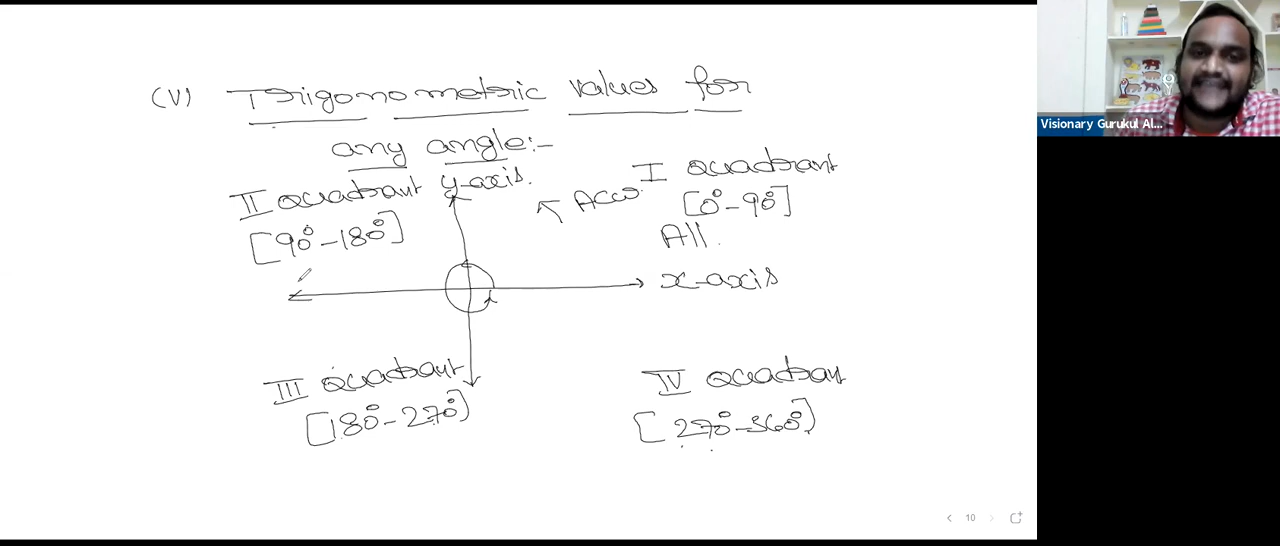 (V) Trigonometric values for
any angle:-
II quadrant
[90°-180°]
y-axis.
ACW
I quadrant
[0°-90°]
All.
x-axis
III quadrant
[180°-270°]
IV quadrant
[270°-360°]
Visionary Gurukul Al...
10